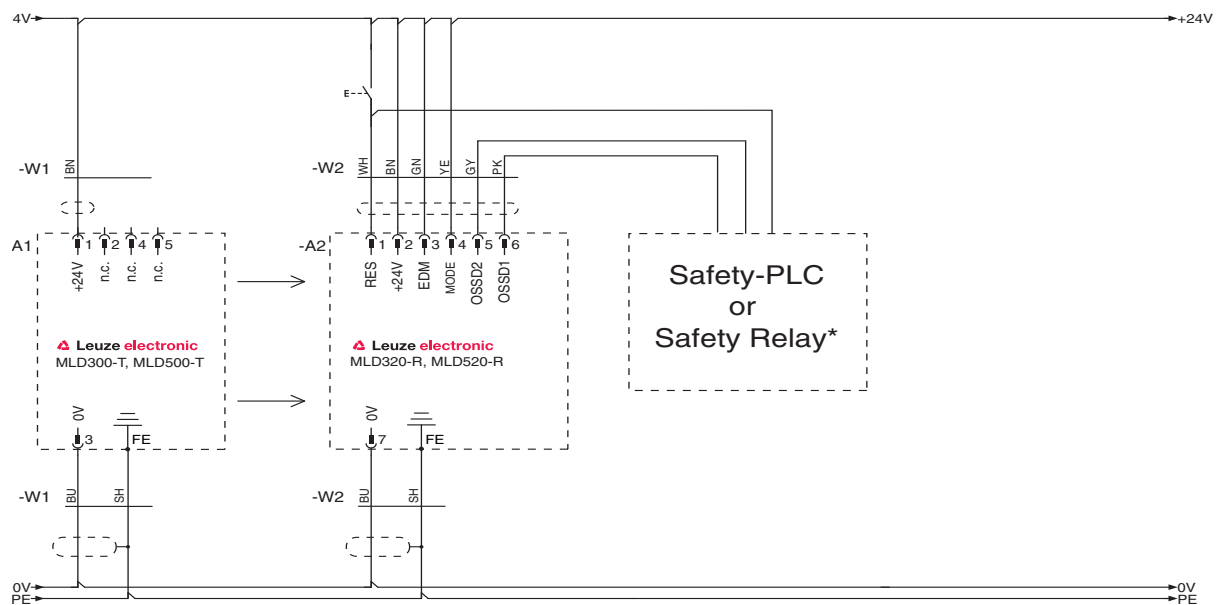 4V
+24V
E
-W1
BN
-W2
WH
BN
GN
YE
GY
PK
A1
1
2
4
5
+24V
n.c.
n.c.
n.c.
-A2
1
2
3
4
5
6
RES
+24V
EDM
MODE
OSSD2
OSSD1
Safety-PLC
or
Safety Relay*
Leuze electronic
MLD300-T, MLD500-T
Leuze electronic
MLD320-R, MLD520-R
0V
3
FE
0V
7
FE
-W1
BU
SH
-W2
BU
SH
0V
0V
PE
PE